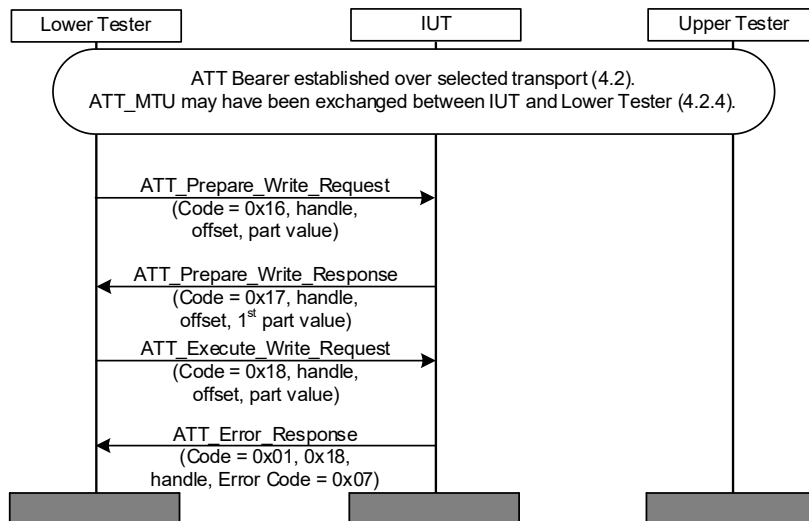 Lower Tester
IUT
Upper Tester
ATT Bearer established over selected transport (4.2).
ATT_MTU may have been exchanged between IUT and Lower Tester (4.2.4).
ATT_Prepare_Write_Request
(Code = 0x16, handle,
offset, part value)
ATT_Prepare_Write_Response
(Code = 0x17, handle,
offset, 1st part value)
ATT_Execute_Write_Request
(Code = 0x18, handle,
offset, part value)
ATT_Error_Response
(Code = 0x01, 0x18,
handle, Error Code = 0x07)